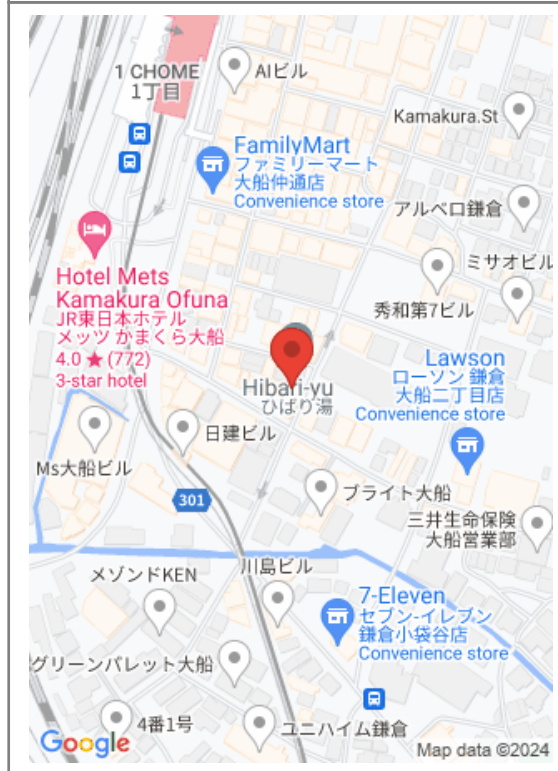 1 CHOME
1丁目
AIビル
Kamakura.St
FamilyMart
ファミリーマート
大船仲通店
Convenience store
アルベロ鎌倉
ミサオビル
Hotel Mets
Kamakura Ofuna
JR東日本ホテル
メッツ かまくら大船
4.0 ★ (772)
3-star hotel
秀和第7ビル
Lawson
ローソン 鎌倉
大船二丁目店
Convenience store
Hibari-yu
ひばり湯
日建ビル
Ms大船ビル
301
ブライト大船
三井生命保険
大船営業部
メゾンドKEN
川島ビル
7-Eleven
セブン-イレブン
鎌倉小袋谷店
Convenience store
グリーンパレット大船
4番1号
ユニハイム鎌倉
Google
Map data ©2024